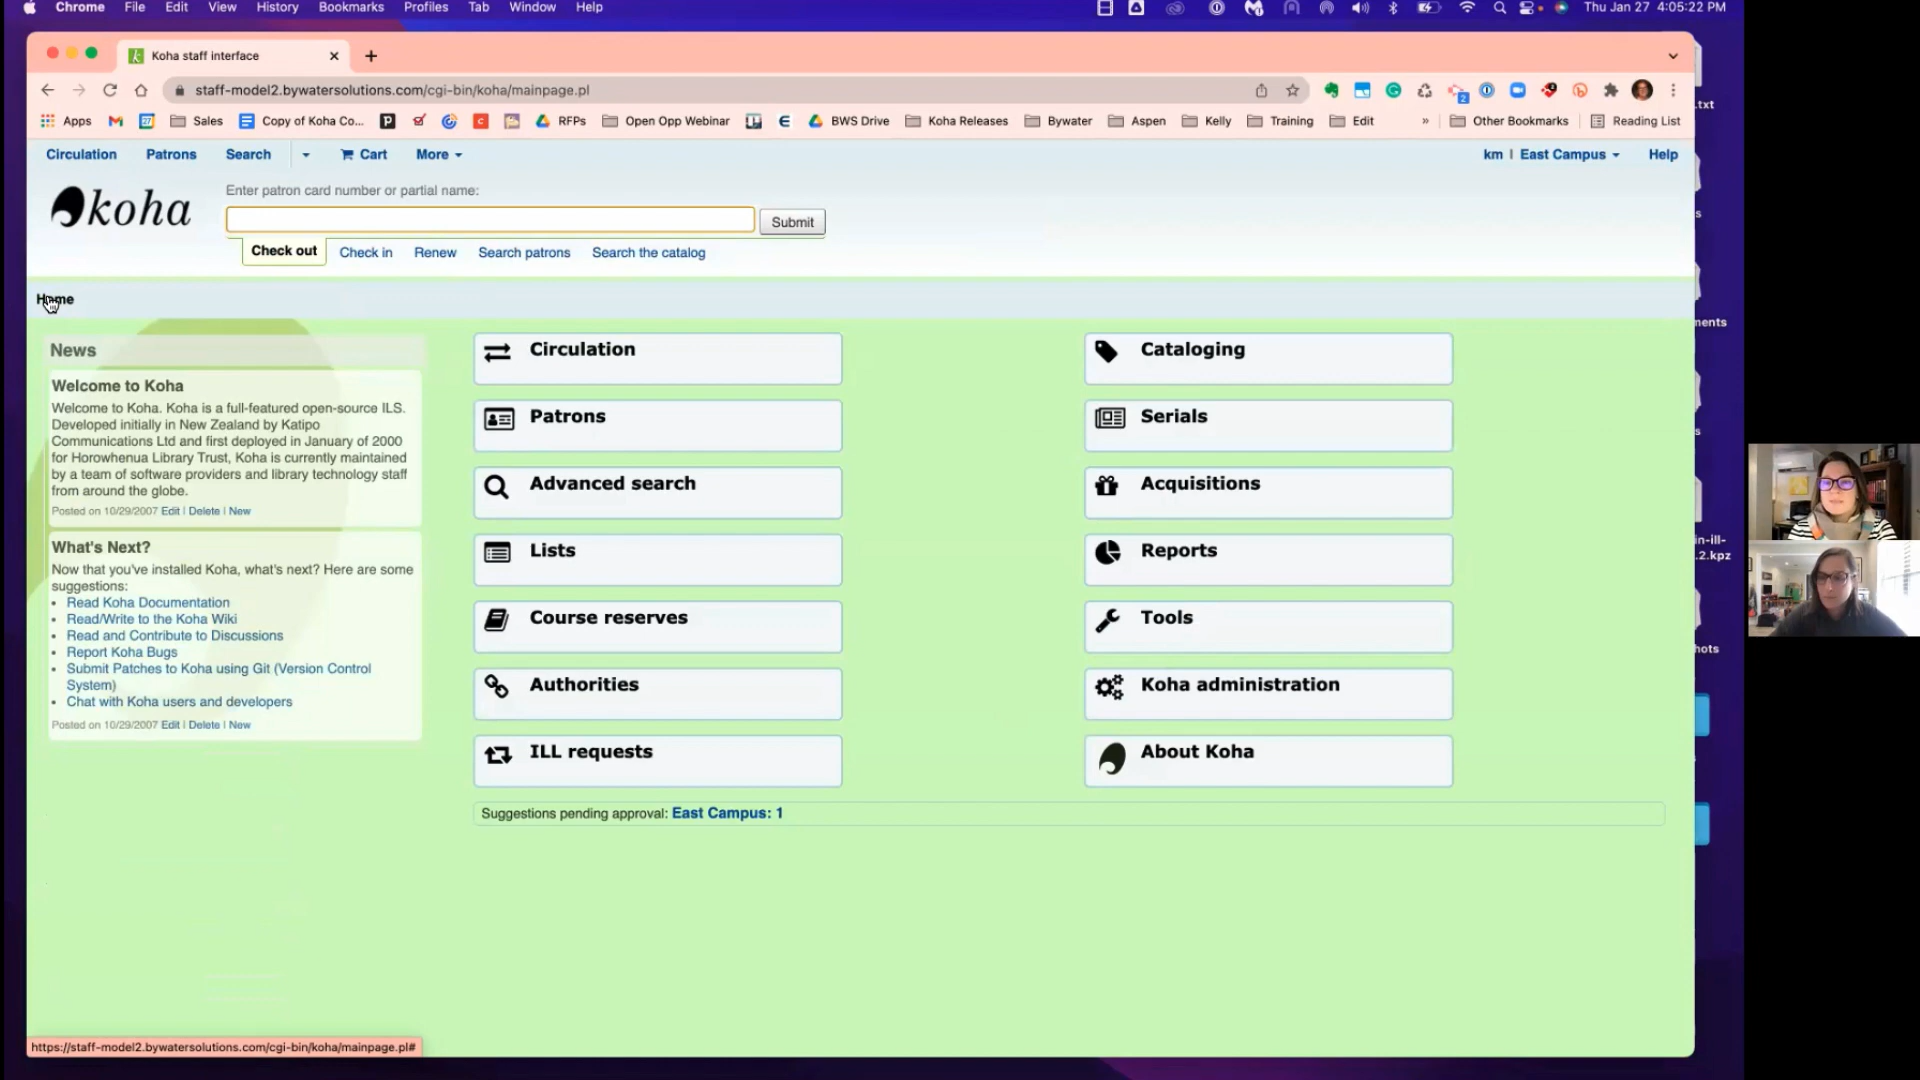 Chrome File Edit View History Bookmarks Profiles Tab Window Help Thu Jan 27 4:05:22 PM
Koha staff interface
staff-model2.bywatersolutions.com/cgi-bin/koha/mainpage.pl
Apps Sales Copy of Koha Co... RFPs Open Opp Webinar BWS Drive Koha Releases Bywater Aspen Kelly Training Edit » Other Bookmarks Reading List
Circulation Patrons Search Cart More km | East Campus Help
koha
Enter patron card number or partial name:
Submit
Check out Check in Renew Search patrons Search the catalog
Home
News
Welcome to Koha
Welcome to Koha. Koha is a full-featured open-source ILS.
Developed initially in New Zealand by Katipo
Communications Ltd and first deployed in January of 2000
for Horowhenua Library Trust, Koha is currently maintained
by a team of software providers and library technology staff
from around the globe.
Posted on 10/29/2007 Edit | Delete | New
What's Next?
Now that you've installed Koha, what's next? Here are some
suggestions:
• Read Koha Documentation
• Read/Write to the Koha Wiki
• Read and Contribute to Discussions
• Report Koha Bugs
• Submit Patches to Koha using Git (Version Control
System)
• Chat with Koha users and developers
Posted on 10/29/2007 Edit | Delete | New
Circulation
Patrons
Advanced search
Lists
Course reserves
Authorities
ILL requests
Cataloging
Serials
Acquisitions
Reports
Tools
Koha administration
About Koha
Suggestions pending approval: East Campus: 1
https://staff-model2.bywatersolutions.com/cgi-bin/koha/mainpage.pl#
.txt
s
ments
s
in-ill-
.2.kpz
hots